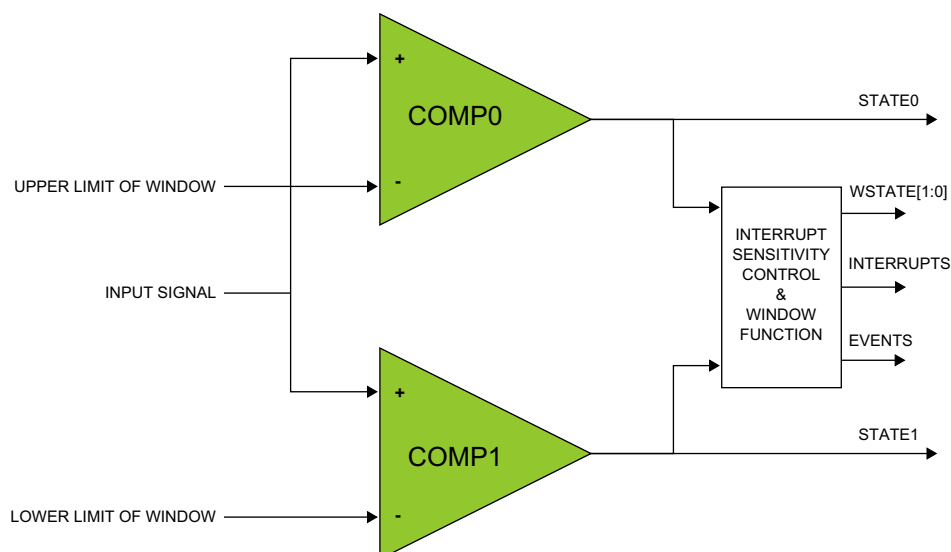 STATE0
+
COMP0
-
UPPER LIMIT OF WINDOW
WSTATE[1:0]
INTERRUPT
SENSITIVITY
CONTROL
&
WINDOW
FUNCTION
INTERRUPTS
INPUT SIGNAL
EVENTS
+
COMP1
-
STATE1
LOWER LIMIT OF WINDOW